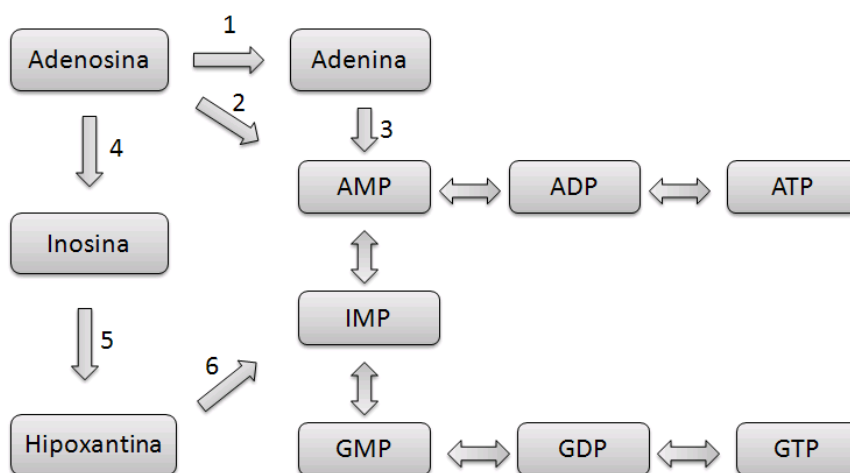 1
Adenosina
Adenina
2
3
4
AMP
ADP
ATP
Inosina
IMP
5
6
Hipoxantina
GMP
GDP
GTP